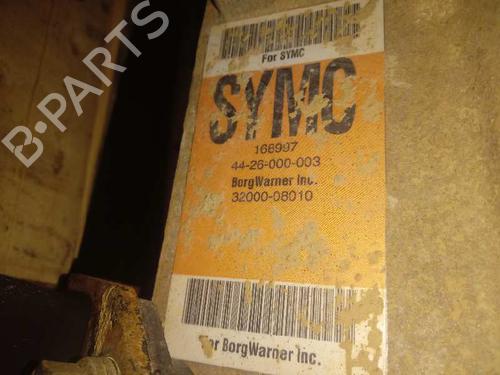 For SYMC
SYMC
168997
44-26-000-003
BorgWarner Inc.
32000-08010
For BorgWarner Inc.
B-PARTS